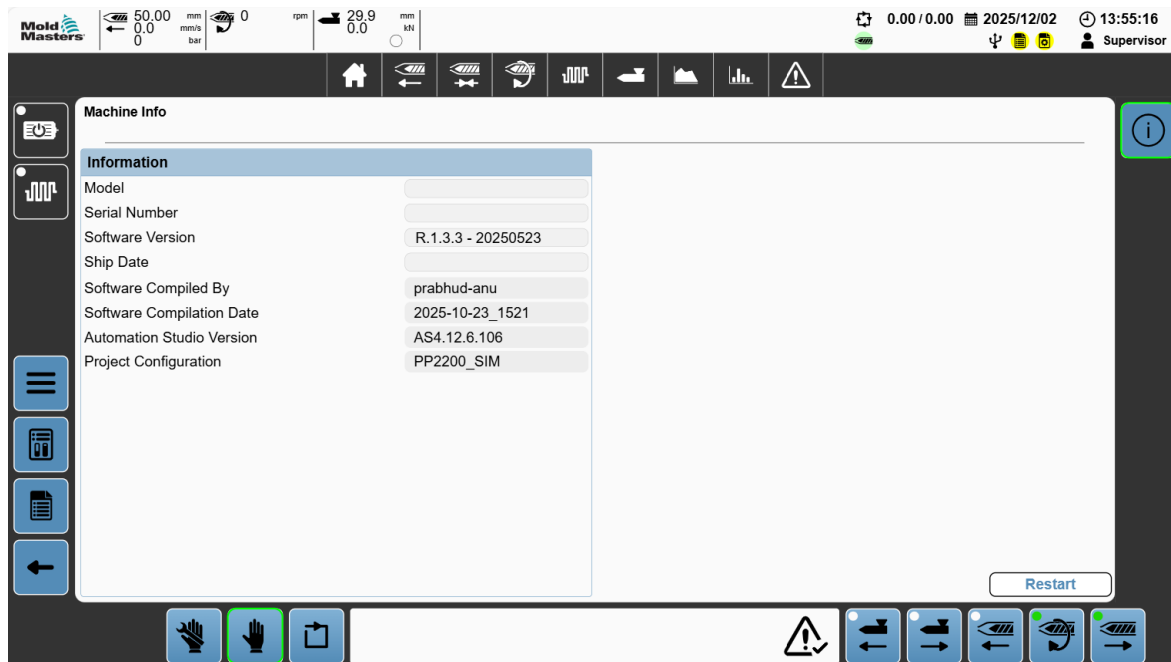 Mold
Masters
50.00 mm
0.0 mm/s
0 bar
0 rpm
29.9 mm
0.0 kN
0.00 / 0.00
2025/12/02
13:55:16
Supervisor
Machine Info
Information
Model
Serial Number
Software Version R.1.3.3 - 20250523
Ship Date
Software Compiled By prabhud-anu
Software Compilation Date 2025-10-23_1521
Automation Studio Version AS4.12.6.106
Project Configuration PP2200_SIM
Restart